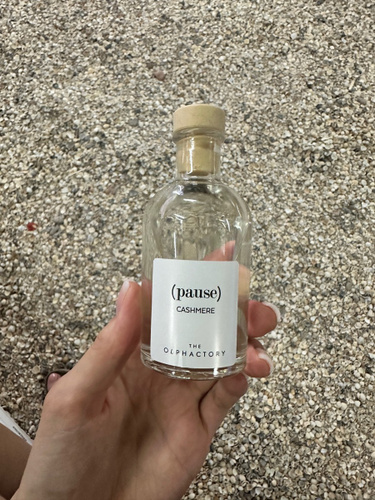 (pause)
CASHMERE
THE
OLPHACTORY